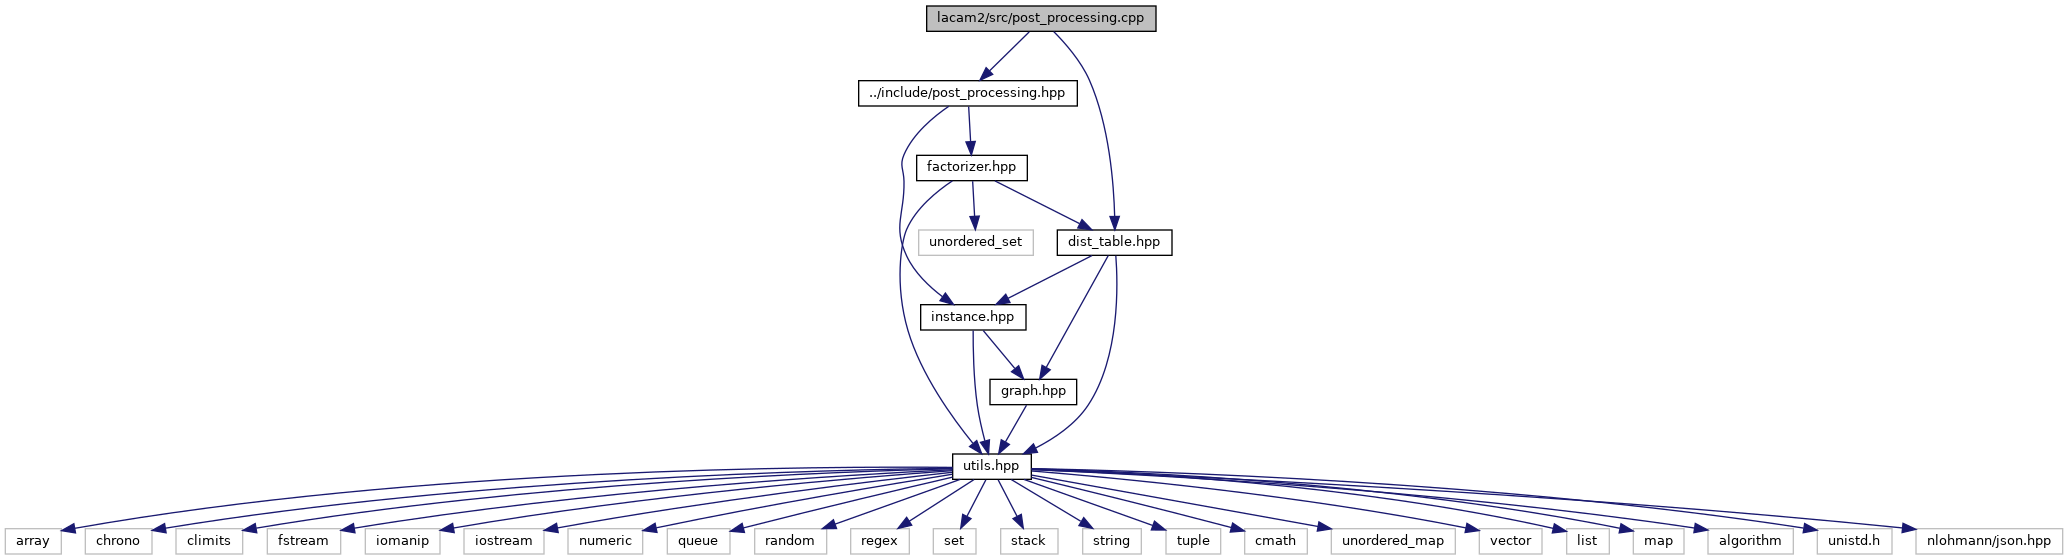 lacam2/src/post_processing.cpp
../include/post_processing.hpp
factorizer.hpp
unordered_set
dist_table.hpp
instance.hpp
graph.hpp
utils.hpp
array
chrono
climits
fstream
iomanip
iostream
numeric
queue
random
regex
set
stack
string
tuple
cmath
unordered_map
vector
list
map
algorithm
unistd.h
nlohmann/json.hpp